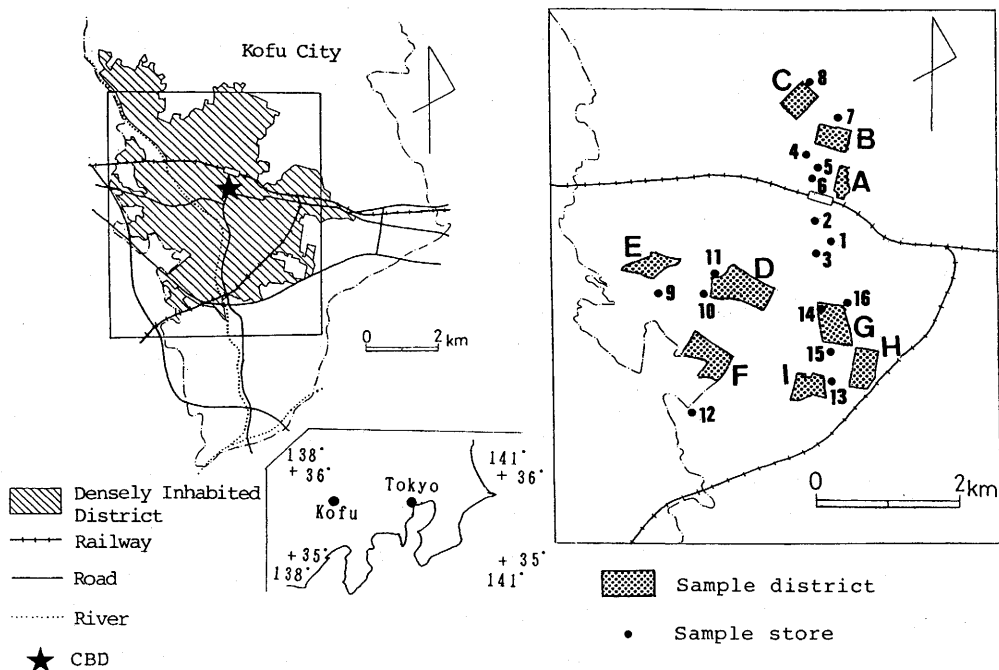 Kofu City
0 2 km
138°
+ 36°
141°
+ 36°
Tokyo
Kofu
+ 35°
138°
+ 35°
141°
Densely Inhabited
District
Railway
Road
River
CBD
C
8
7
B
4
5
6
A
2
1
3
E
11
D
9
10
16
14
G
H
15
F
I
13
12
0 2 km
Sample district
Sample store